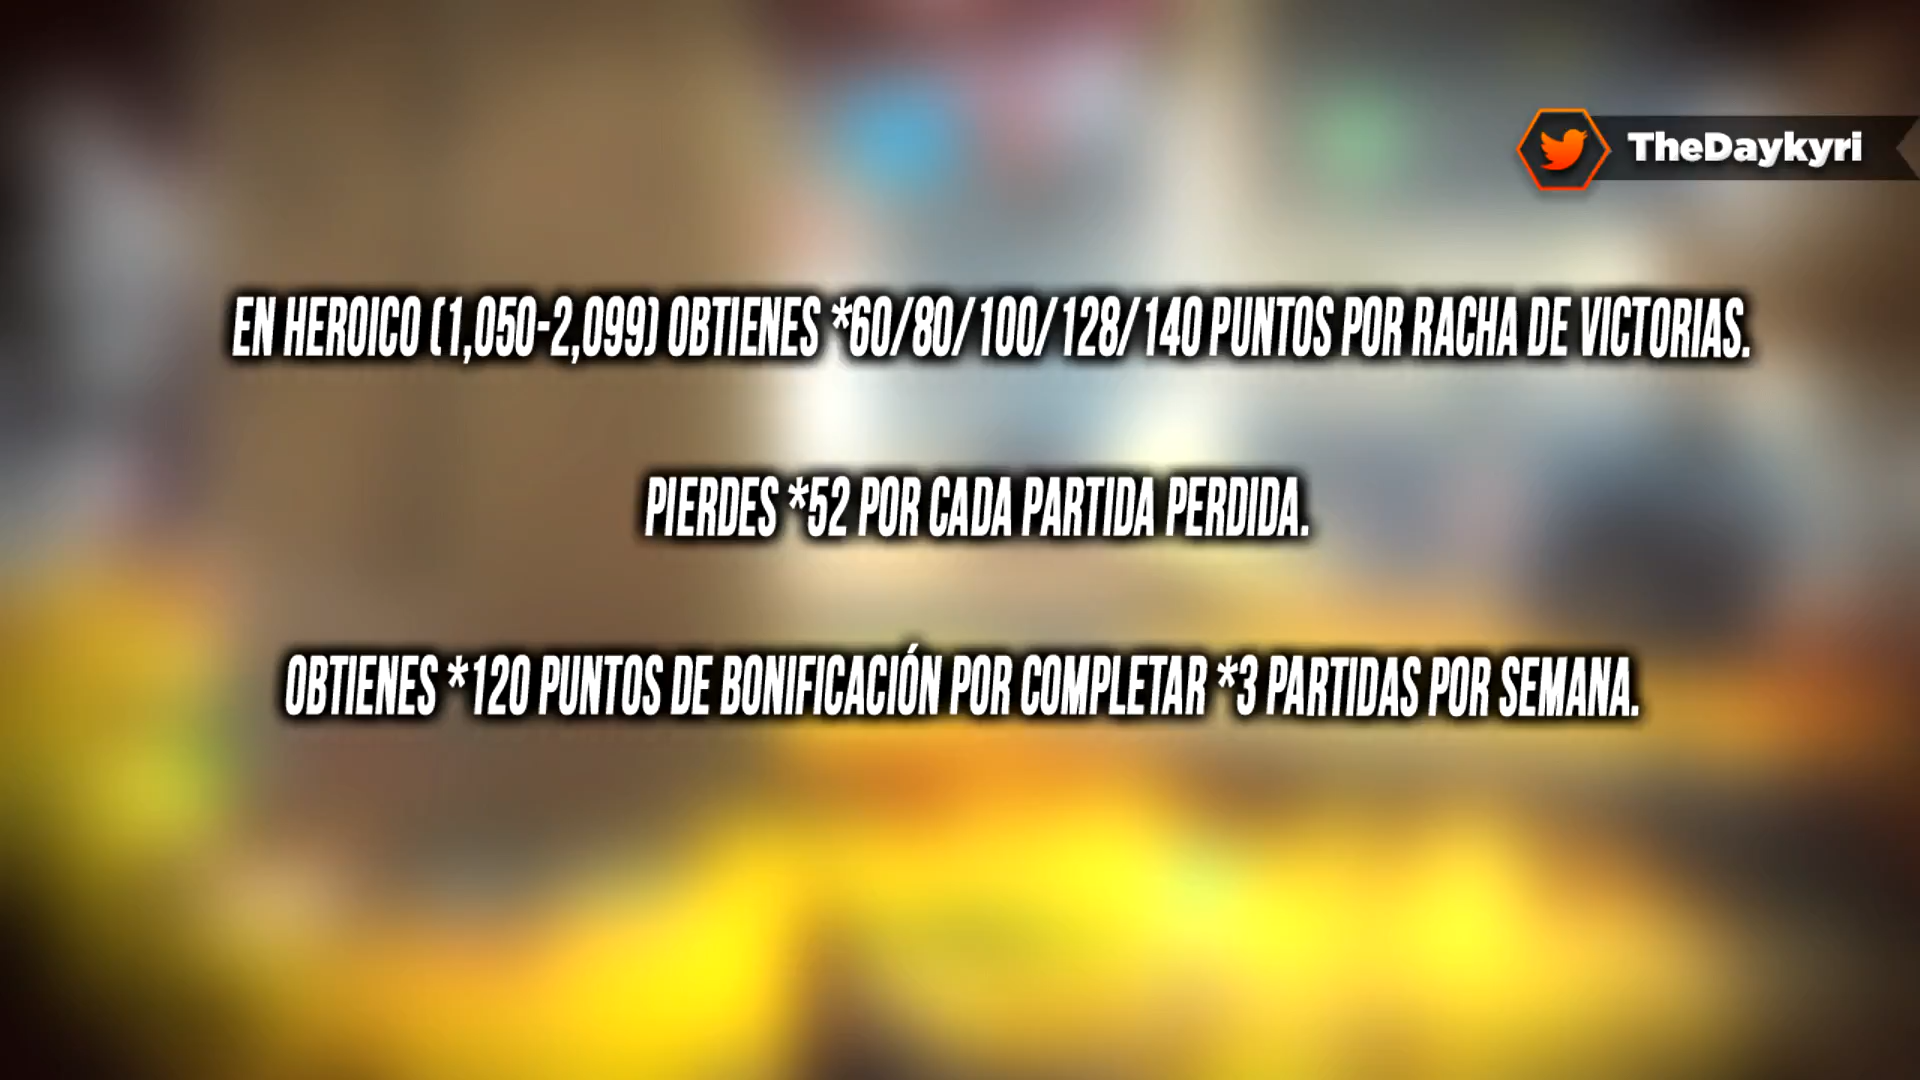 TheDaykyri
EN HEROICO (1,050-2,099) OBTIENES *60/80/100/128/140 PUNTOS POR RACHA DE VICTORIAS.
PIERDES *52 POR CADA PARTIDA PERDIDA.
OBTIENES *120 PUNTOS DE BONIFICACIÓN POR COMPLETAR *3 PARTIDAS POR SEMANA.